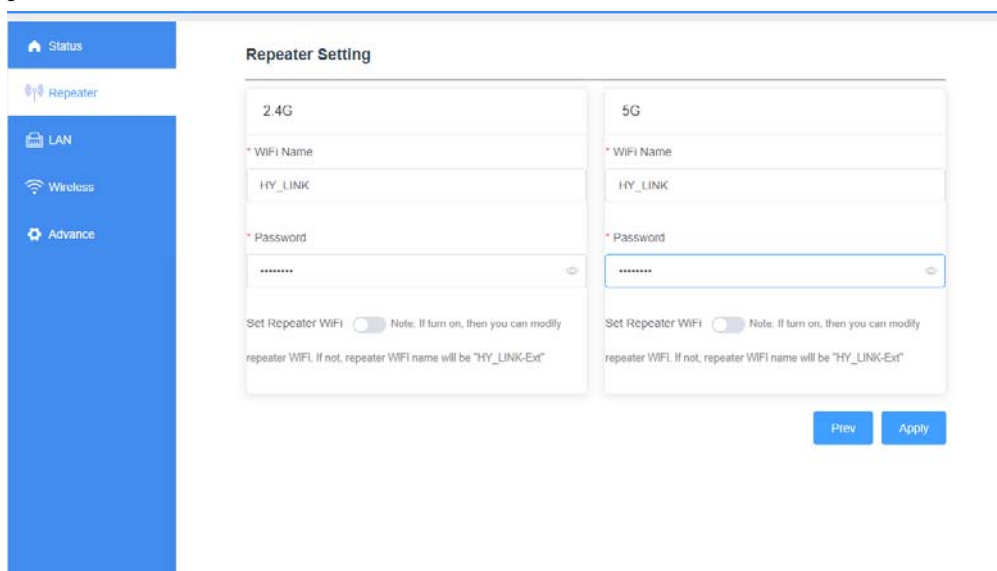 Status
Repeater
LAN
Wireless
Advance
Repeater Setting
2.4G
* WiFi Name
HY_LINK
* Password
••••••••
Set Repeater WiFi Note: If turn on, then you can modify
repeater WIFI. If not, repeater WIFI name will be "HY_LINK-Ext"
5G
* WiFi Name
HY_LINK
* Password
••••••••
Set Repeater WiFi Note: If turn on, then you can modify
repeater WIFI. If not, repeater WIFI name will be "HY_LINK-Ext"
Prev
Apply